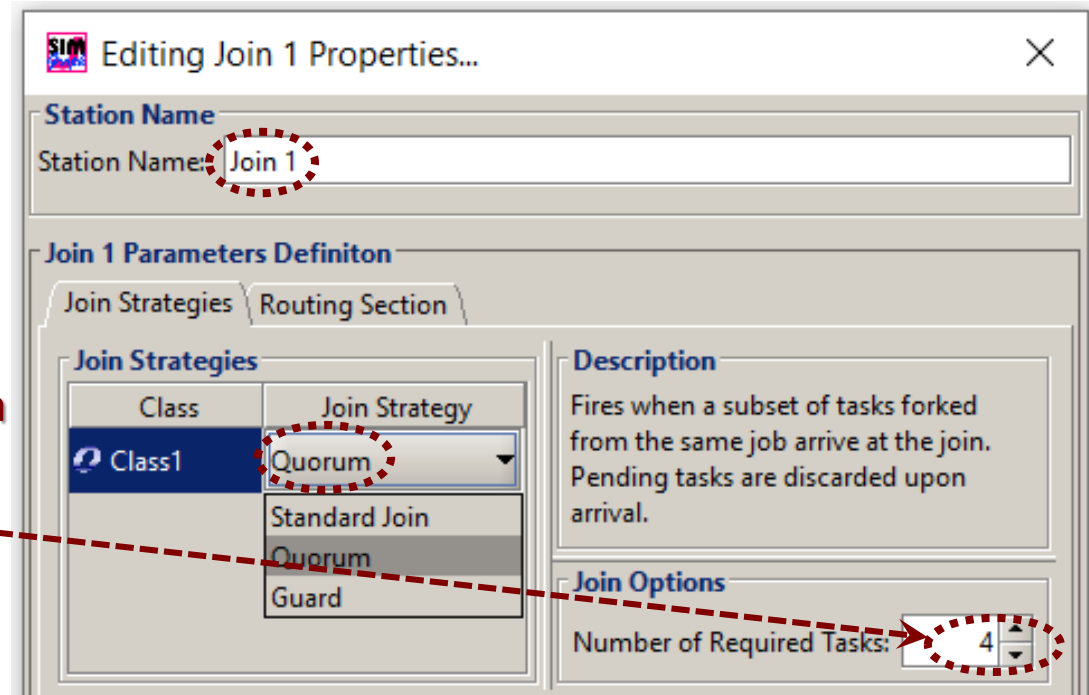 SIM
Editing Join 1 Properties...
Station Name
Station Name: Join 1
Join 1 Parameters Definiton
Join Strategies
Routing Section
Join Strategies
Class
Join Strategy
Class1
Quorum
Standard Join
Quorum
Guard
Description
Fires when a subset of tasks forked
from the same job arrive at the join.
Pending tasks are discarded upon
arrival.
Join Options
Number of Required Tasks: 4